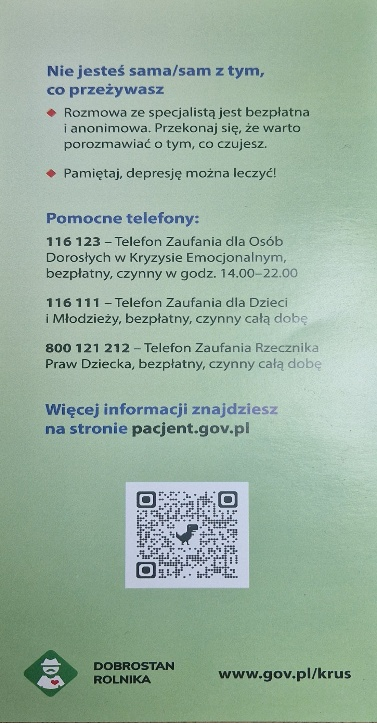 Nie jesteś sama/sam z tym,
co przeżywasz
Rozmowa ze specjalistą jest bezpłatna
i anonimowa. Przekonaj się, że warto
porozmawiać o tym, co czujesz.
Pamiętaj, depresję można leczyć!
Pomocne telefony:
116 123 – Telefon Zaufania dla Osób
Dorosłych w Kryzysie Emocjonalnym,
bezpłatny, czynny w godz. 14.00–22.00
116 111 – Telefon Zaufania dla Dzieci
i Młodzieży, bezpłatny, czynny całą dobę
800 121 212 – Telefon Zaufania Rzecznika
Praw Dziecka, bezpłatny, czynny całą dobę
Więcej informacji znajdziesz
na stronie pacjent.gov.pl
DOBROSTAN
ROLNIKA
www.gov.pl/krus